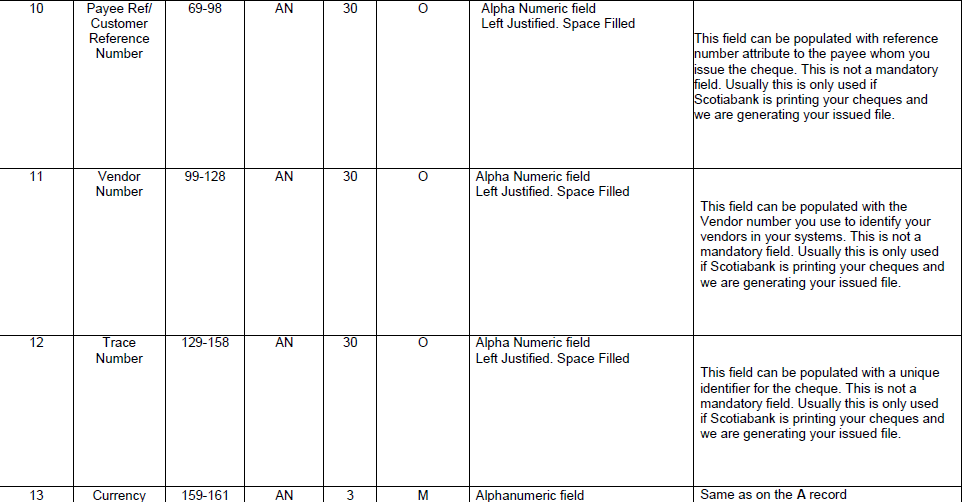 10 Payee Ref/ 69-98 AN 30 O Alpha Numeric field
Customer Left Justified. Space Filled
Reference This field can be populated with reference
Number number attribute to the payee whom you
issue the cheque. This is not a mandatory
field. Usually this is only used if
Scotiabank is printing your cheques and
we are generating your issued file.
11 Vendor 99-128 AN 30 O Alpha Numeric field
Number Left Justified. Space Filled
This field can be populated with the
Vendor number you use to identify your
vendors in your systems. This is not a
mandatory field. Usually this is only used
if Scotiabank is printing your cheques and
we are generating your issued file.
12 Trace 129-158 AN 30 O Alpha Numeric field
Number Left Justified. Space Filled
This field can be populated with a unique
identifier for the cheque. This is not a
mandatory field. Usually this is only used
if Scotiabank is printing your cheques and
we are generating your issued file.
13 Currency 159-161 AN 3 M Alphanumeric field Same as on the A record